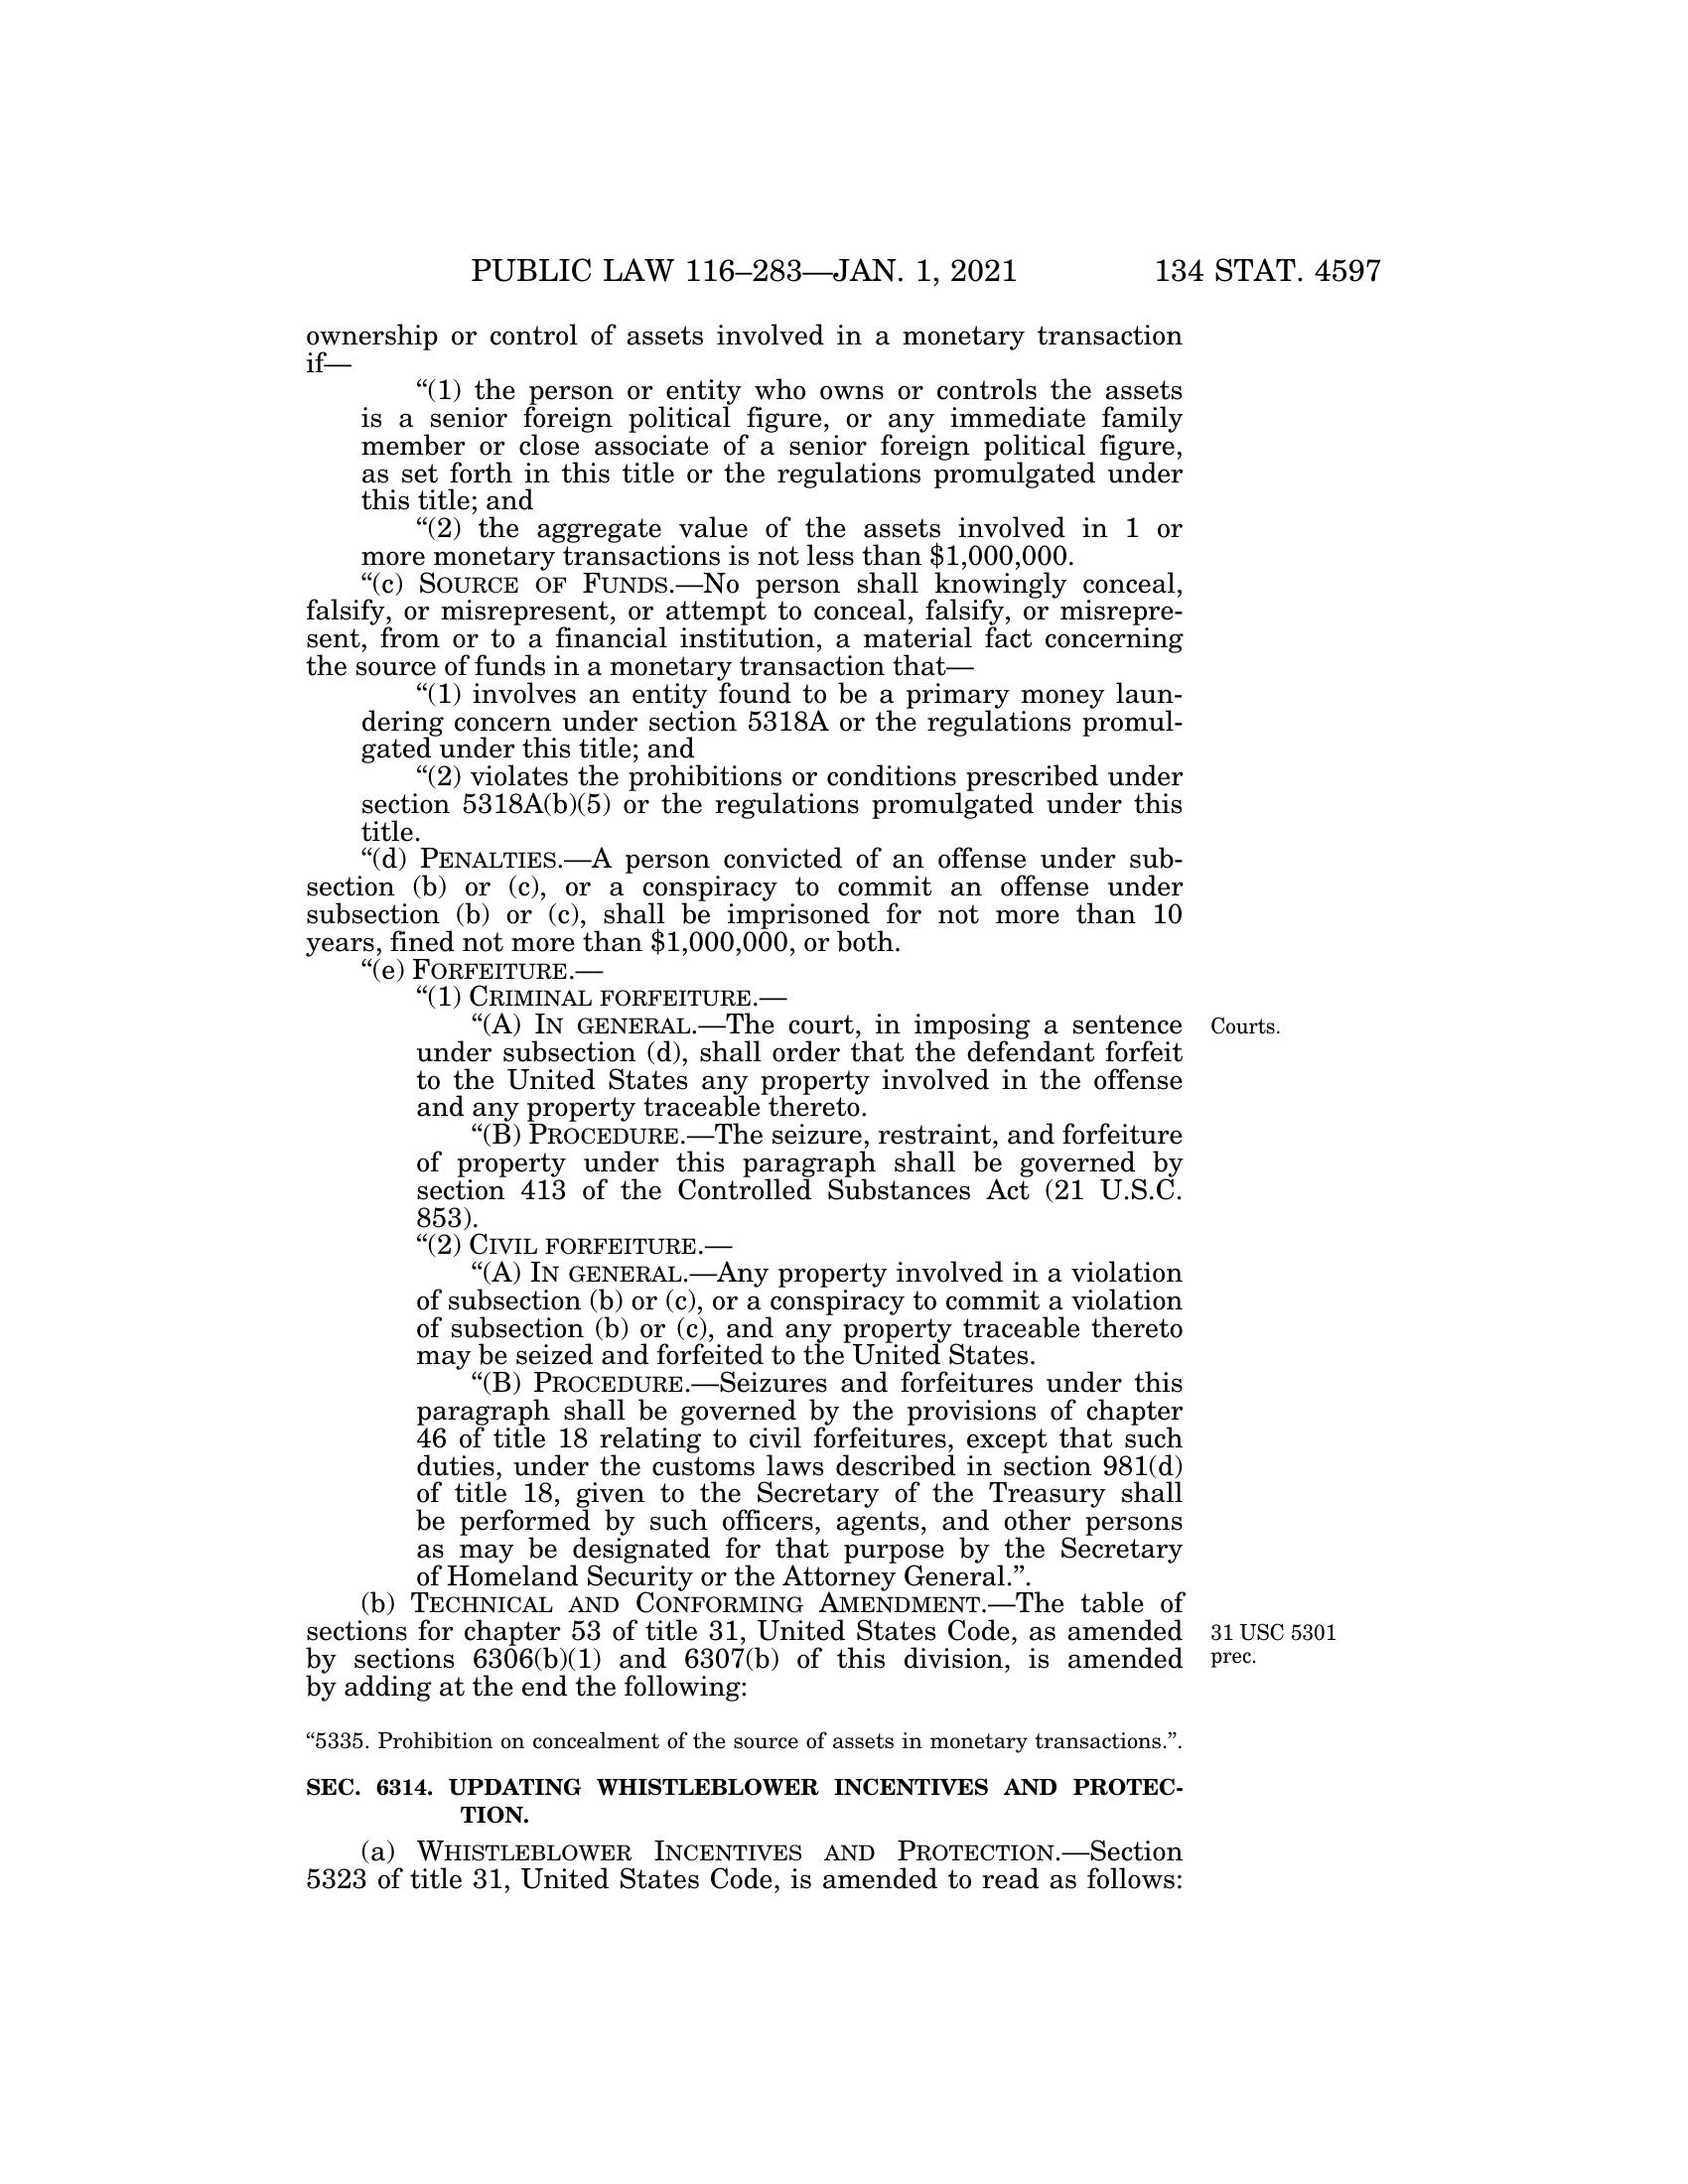 PUBLIC LAW 116–283—JAN. 1, 2021 134 STAT. 4597
ownership or control of assets involved in a monetary transaction
if—
“(1) the person or entity who owns or controls the assets
is a senior foreign political figure, or any immediate family
member or close associate of a senior foreign political figure,
as set forth in this title or the regulations promulgated under
this title; and
“(2) the aggregate value of the assets involved in 1 or
more monetary transactions is not less than $1,000,000.
“(c) SOURCE OF FUNDS.—No person shall knowingly conceal,
falsify, or misrepresent, or attempt to conceal, falsify, or misrepre-
sent, from or to a financial institution, a material fact concerning
the source of funds in a monetary transaction that—
“(1) involves an entity found to be a primary money laun-
dering concern under section 5318A or the regulations promul-
gated under this title; and
“(2) violates the prohibitions or conditions prescribed under
section 5318A(b)(5) or the regulations promulgated under this
title.
“(d) PENALTIES.—A person convicted of an offense under sub-
section (b) or (c), or a conspiracy to commit an offense under
subsection (b) or (c), shall be imprisoned for not more than 10
years, fined not more than $1,000,000, or both.
“(e) FORFEITURE.—
“(1) CRIMINAL FORFEITURE.—
“(A) IN GENERAL.—The court, in imposing a sentence
Courts.
under subsection (d), shall order that the defendant forfeit
to the United States any property involved in the offense
and any property traceable thereto.
“(B) PROCEDURE.—The seizure, restraint, and forfeiture
of property under this paragraph shall be governed by
section 413 of the Controlled Substances Act (21 U.S.C.
853).
“(2) CIVIL FORFEITURE.—
“(A) IN GENERAL.—Any property involved in a violation
of subsection (b) or (c), or a conspiracy to commit a violation
of subsection (b) or (c), and any property traceable thereto
may be seized and forfeited to the United States.
“(B) PROCEDURE.—Seizures and forfeitures under this
paragraph shall be governed by the provisions of chapter
46 of title 18 relating to civil forfeitures, except that such
duties, under the customs laws described in section 981(d)
of title 18, given to the Secretary of the Treasury shall
be performed by such officers, agents, and other persons
as may be designated for that purpose by the Secretary
of Homeland Security or the Attorney General.”.
(b) TECHNICAL AND CONFORMING AMENDMENT.—The table of
sections for chapter 53 of title 31, United States Code, as amended
31 USC 5301
by sections 6306(b)(1) and 6307(b) of this division, is amended
prec.
by adding at the end the following:
“5335. Prohibition on concealment of the source of assets in monetary transactions.”.
SEC. 6314. UPDATING WHISTLEBLOWER INCENTIVES AND PROTEC-
TION.
(a) WHISTLEBLOWER INCENTIVES AND PROTECTION.—Section
5323 of title 31, United States Code, is amended to read as follows: